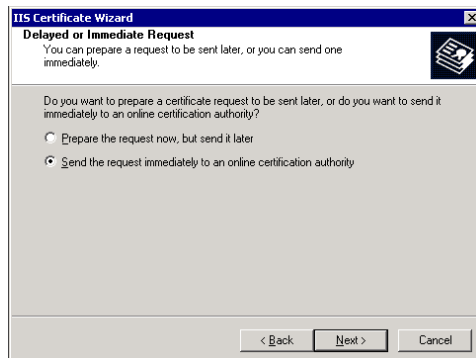 IIS Certificate Wizard
Delayed or Immediate Request
You can prepare a request to be sent later, or you can send one
immediately.
Do you want to prepare a certificate request to be sent later, or do you want to send it
immediately to an online certification authority?
Prepare the request now, but send it later
Send the request immediately to an online certification authority
< Back
Next >
Cancel